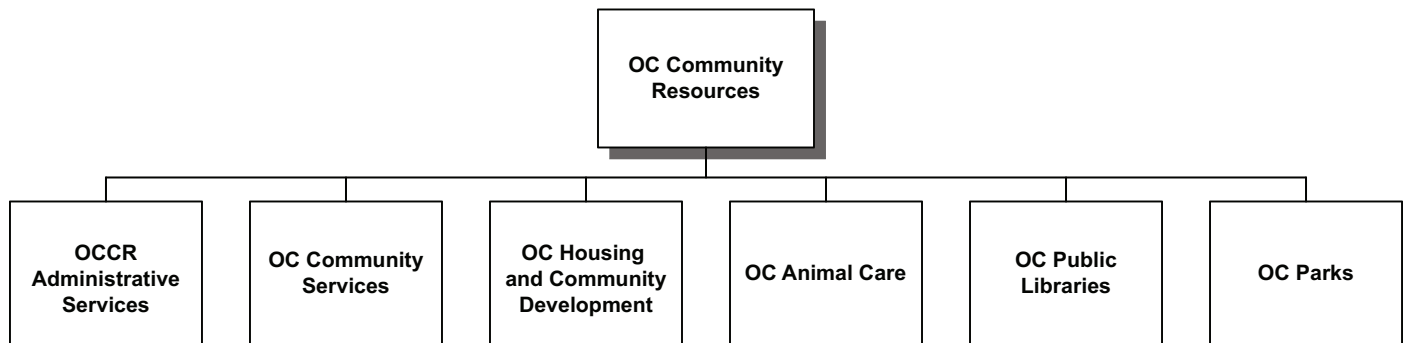 OC Community
Resources
OCCR
Administrative
Services
OC Community
Services
OC Housing
and Community
Development
OC Animal Care
OC Public
Libraries
OC Parks